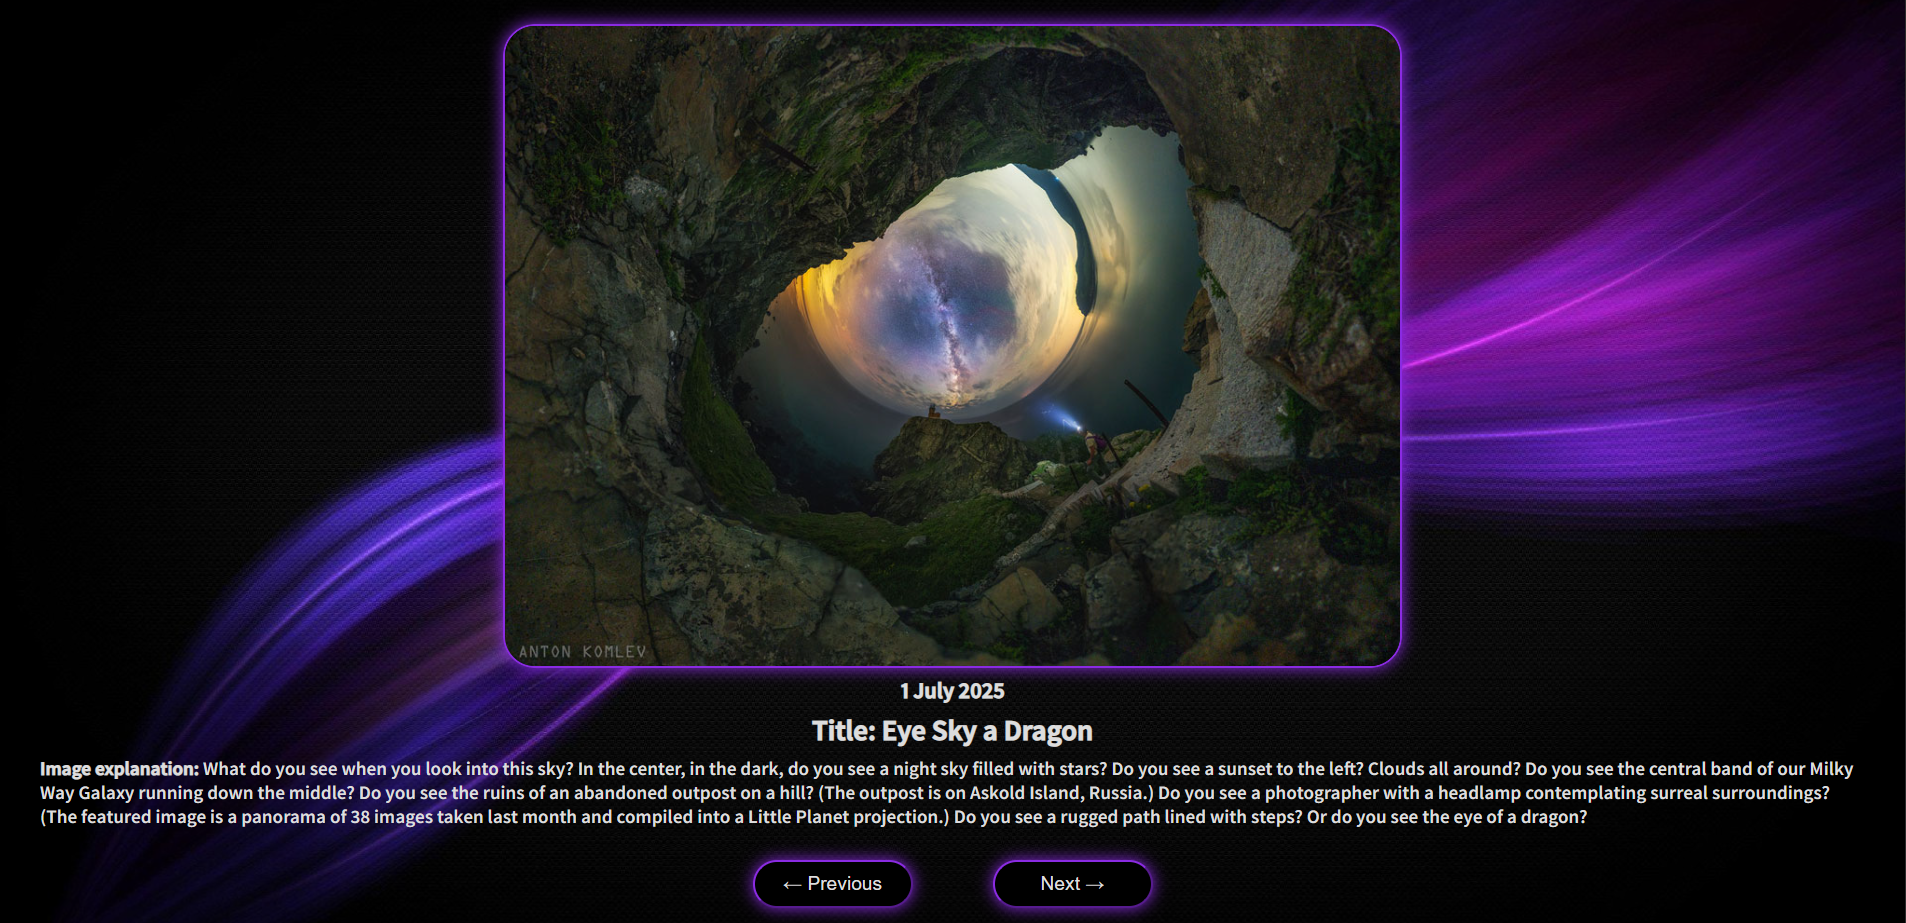 ANTON KOMLEV
1 July 2025
Title: Eye Sky a Dragon
Image explanation: What do you see when you look into this sky? In the center, in the dark, do you see a night sky filled with stars? Do you see a sunset to the left? Clouds all around? Do you see the central band of our Milky
Way Galaxy running down the middle? Do you see the ruins of an abandoned outpost on a hill? (The outpost is on Askold Island, Russia.) Do you see a photographer with a headlamp contemplating surreal surroundings?
(The featured image is a panorama of 38 images taken last month and compiled into a Little Planet projection.) Do you see a rugged path lined with steps? Or do you see the eye of a dragon?
← Previous
Next →